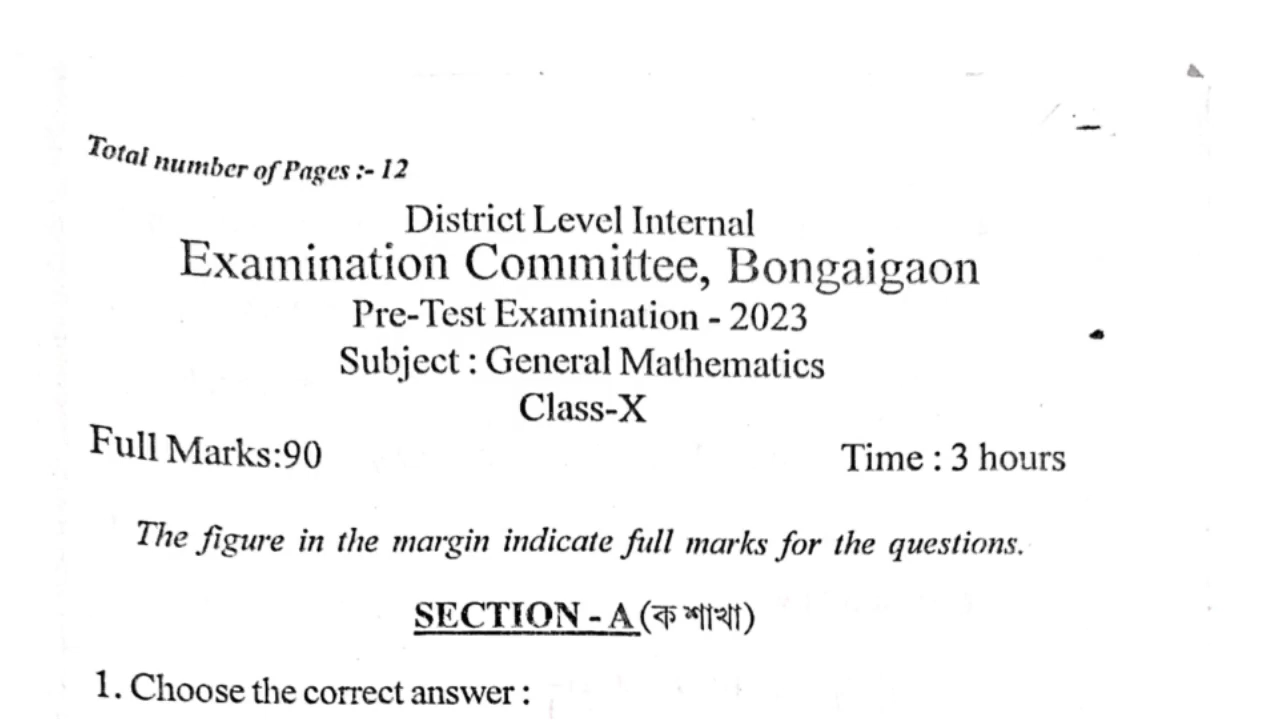 Total number of Pages :- 12
District Level Internal
Examination Committee, Bongaigaon
Pre-Test Examination - 2023
Subject : General Mathematics
Class-X
Full Marks:90
Time : 3 hours
The figure in the margin indicate full marks for the questions.
SECTION - A (ক শাখা)
1. Choose the correct answer :